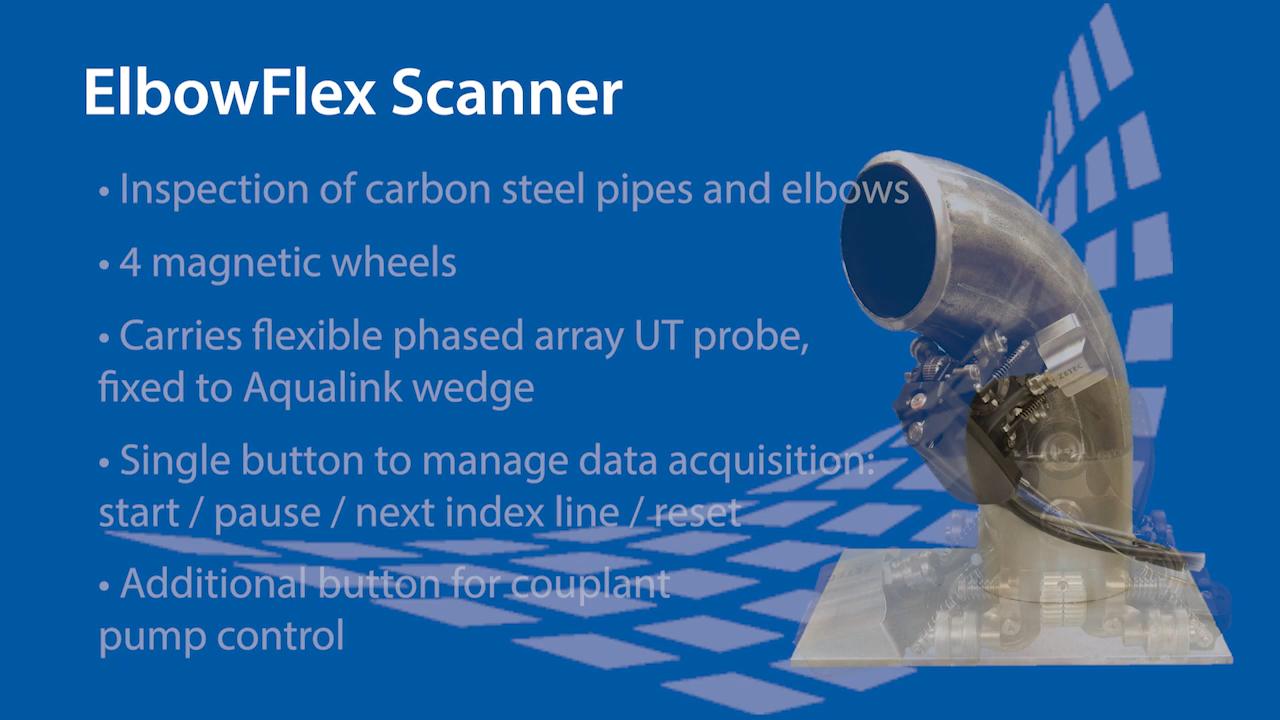 ElbowFlex Scanner
• Inspection of carbon steel pipes and elbows
• 4 magnetic wheels
• Carries flexible phased array UT probe,
fixed to Aqualink wedge
• Single button to manage data acquisition:
start / pause / next index line / reset
• Additional button for couplant
pump control
ZETEC